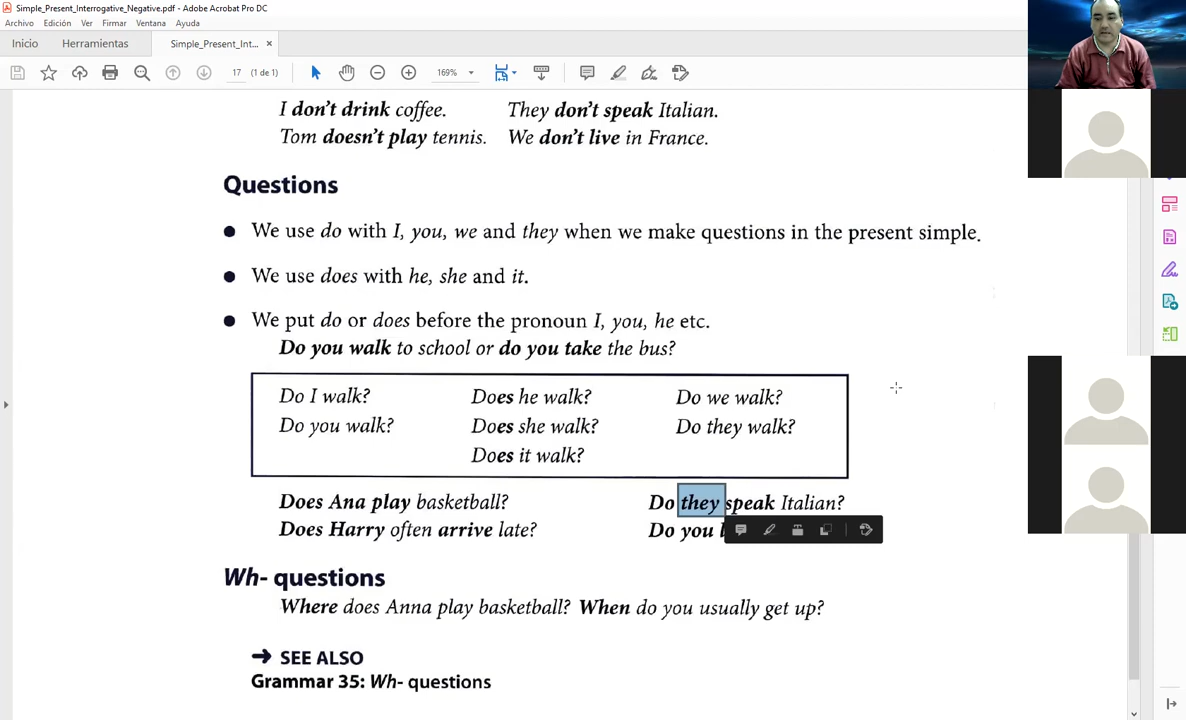 Simple_Present_Interrogative_Negative.pdf - Adobe Acrobat Pro DC
Archivo Edición Ver Firmar Ventana Ayuda
Inicio Herramientas Simple_Present_Int... ×
17 (1 de 1) 169%
I don't drink coffee. They don't speak Italian.
Tom doesn't play tennis. We don't live in France.
Questions
● We use do with I, you, we and they when we make questions in the present simple.
● We use does with he, she and it.
● We put do or does before the pronoun I, you, he etc.
Do you walk to school or do you take the bus?
Do I walk? Does he walk? Do we walk?
Do you walk? Does she walk? Do they walk?
Does it walk?
Does Ana play basketball? Do they speak Italian?
Does Harry often arrive late? Do you
Wh- questions
Where does Anna play basketball? When do you usually get up?
→ SEE ALSO
Grammar 35: Wh- questions